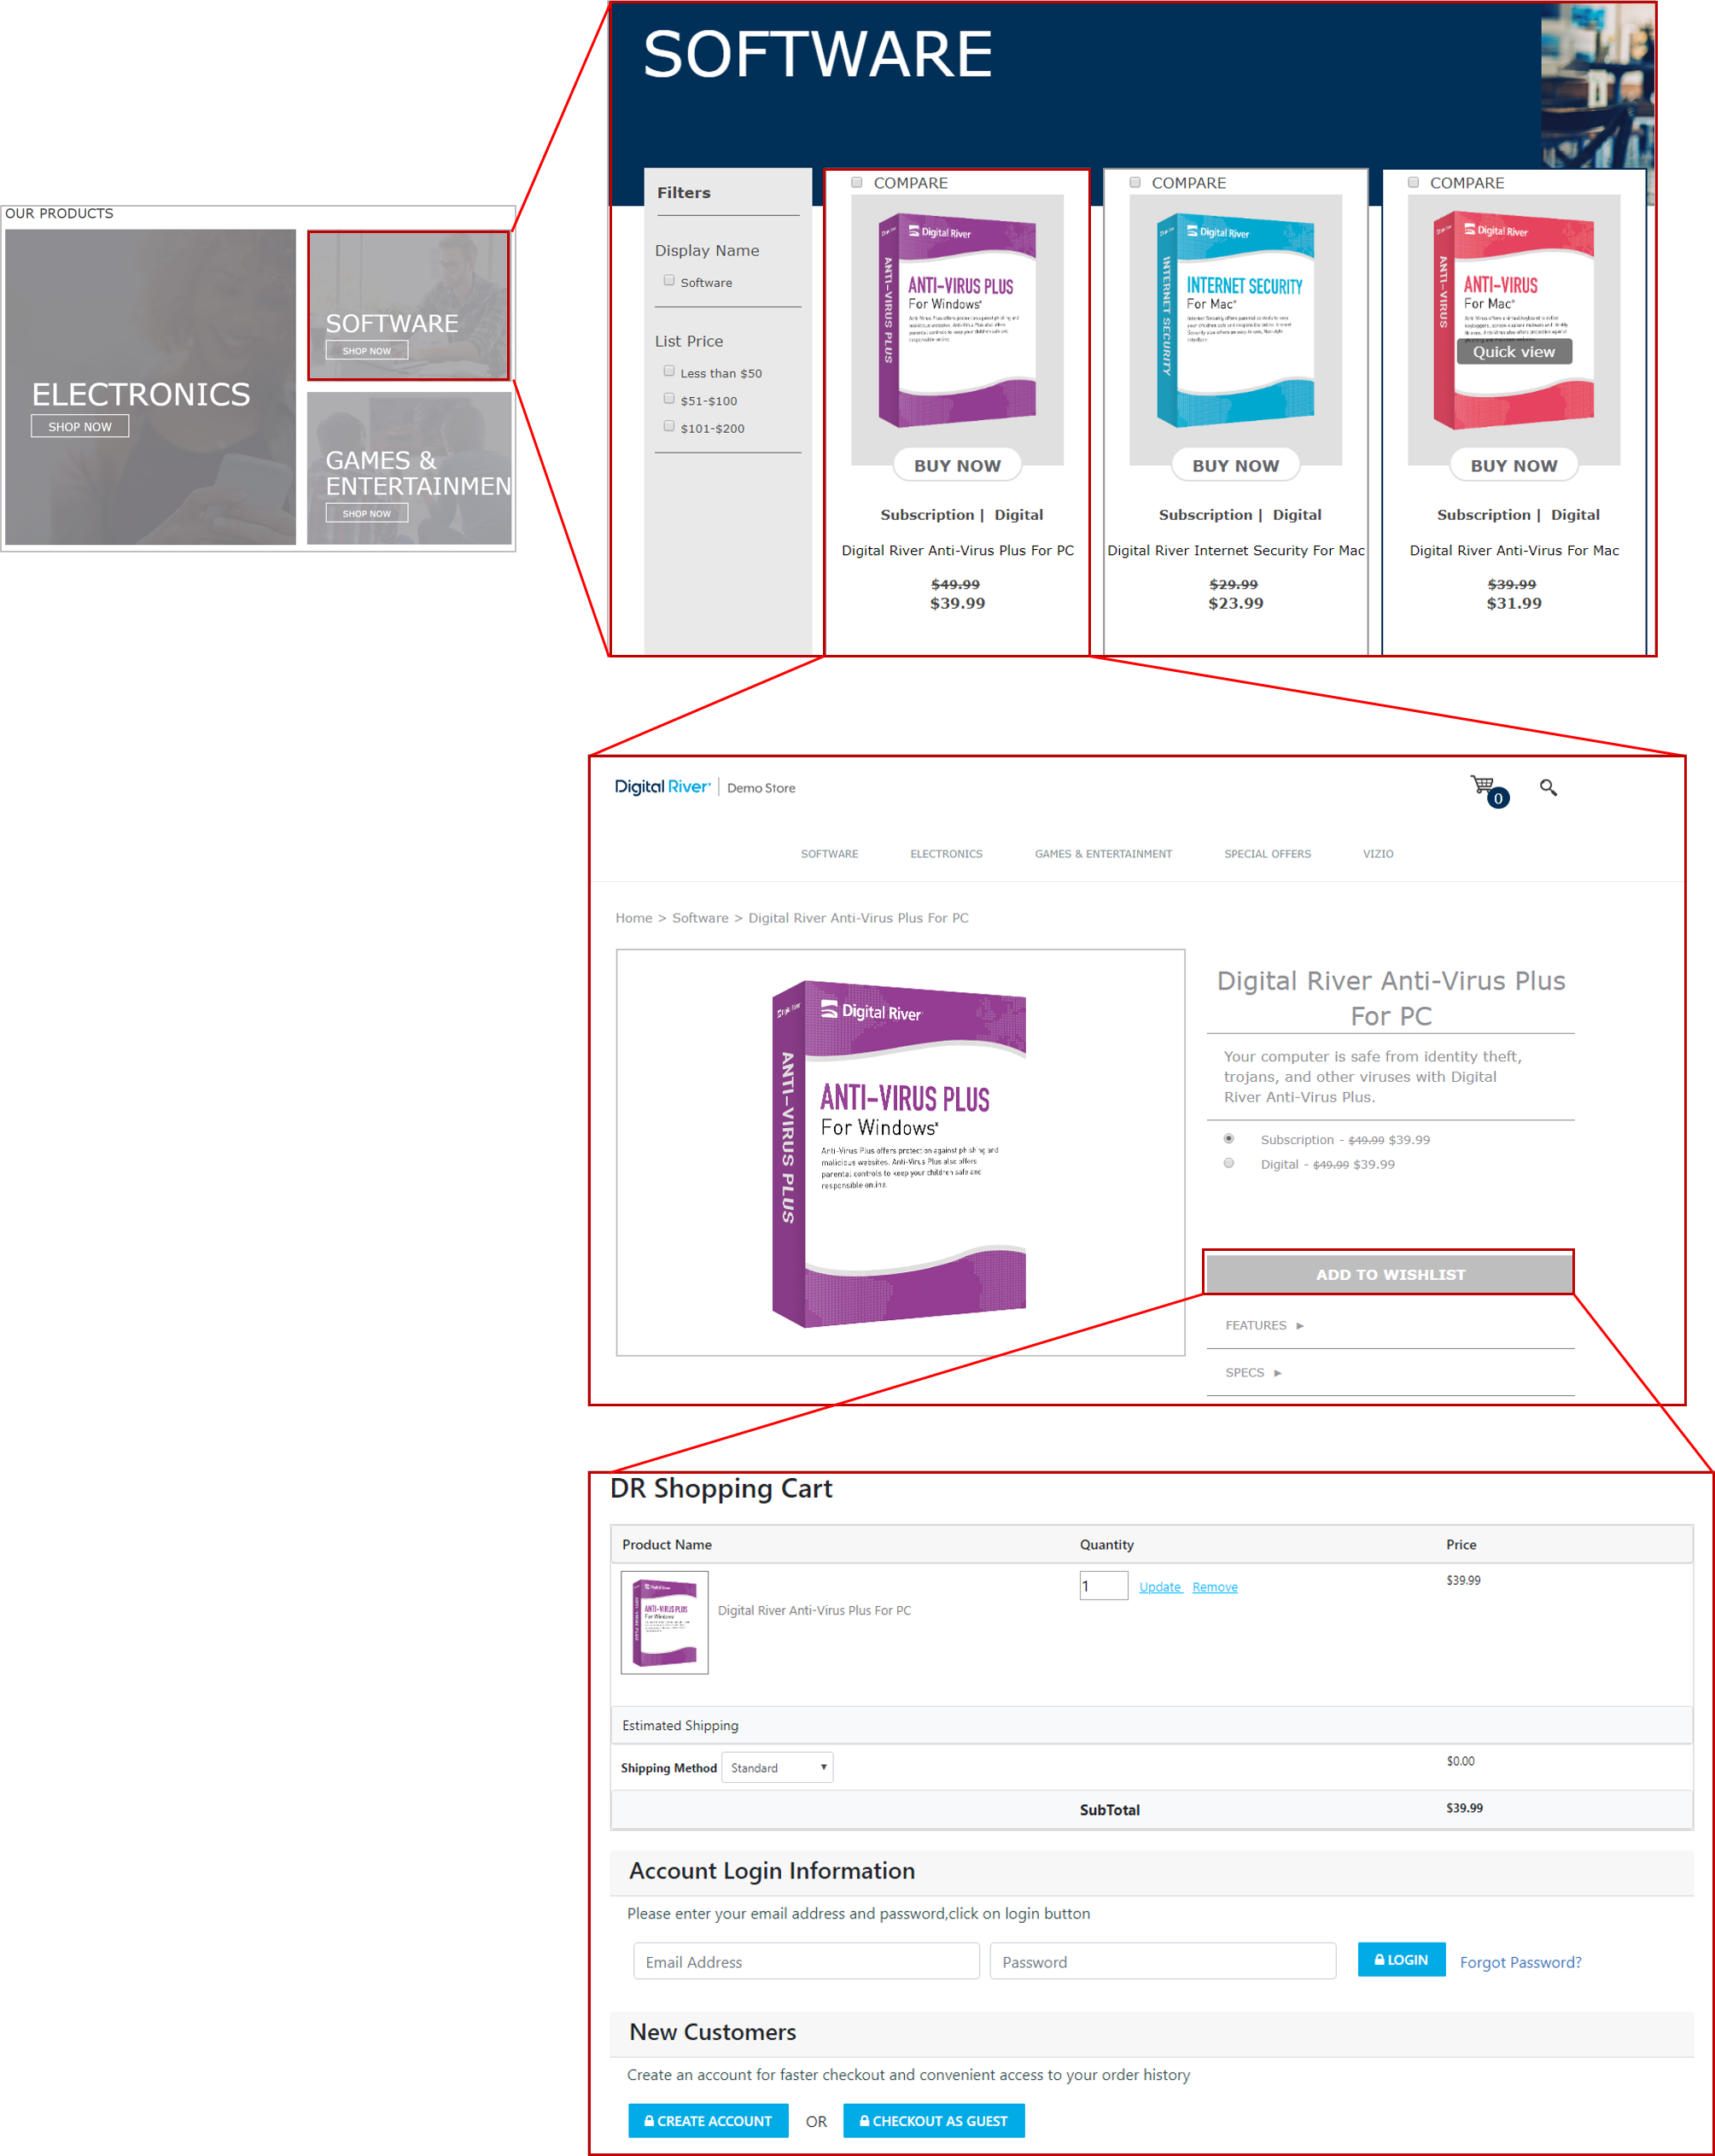 OUR PRODUCTS
ELECTRONICS
SHOP NOW
SOFTWARE
SHOP NOW
GAMES &
ENTERTAINMEN
SHOP NOW
SOFTWARE
Filters
Display Name
Software
List Price
Less than $50
$51-$100
$101-$200
COMPARE
Digital River
ANTI-VIRUS PLUS
ANTI-VIRUS PLUS
For Windows*
BUY NOW
Subscription | Digital
Digital River Anti-Virus Plus For PC
$49.99
$39.99
COMPARE
Digital River
INTERNET SECURITY
INTERNET SECURITY
For Mac*
BUY NOW
Subscription | Digital
Digital River Internet Security For Mac
$29.99
$23.99
COMPARE
Digital River
ANTI-VIRUS
ANTI-VIRUS
For Mac*
Quick view
BUY NOW
Subscription | Digital
Digital River Anti-Virus For Mac
$39.99
$31.99
Digital River® | Demo Store
0
SOFTWARE ELECTRONICS GAMES & ENTERTAINMENT SPECIAL OFFERS VIZIO
Home > Software > Digital River Anti-Virus Plus For PC
Digital River
ANTI-VIRUS PLUS
ANTI-VIRUS PLUS
For Windows*
Anti-Virus Plus offers protection against phishing and
malicious websites. Anti-Virus Plus also offers
parental controls to keep your children safe and
responsible online.
Digital River Anti-Virus Plus
For PC
Your computer is safe from identity theft,
trojans, and other viruses with Digital
River Anti-Virus Plus.
Subscription - $49.99 $39.99
Digital - $49.99 $39.99
ADD TO WISHLIST
FEATURES ►
SPECS ►
DR Shopping Cart
Product Name Quantity Price
Digital River
ANTI-VIRUS PLUS
ANTI-VIRUS PLUS
For Windows
Digital River Anti-Virus Plus For PC
1 Update Remove $39.99
Estimated Shipping
Shipping Method Standard $0.00
SubTotal $39.99
Account Login Information
Please enter your email address and password,click on login button
Email Address Password LOGIN Forgot Password?
New Customers
Create an account for faster checkout and convenient access to your order history
CREATE ACCOUNT OR CHECKOUT AS GUEST